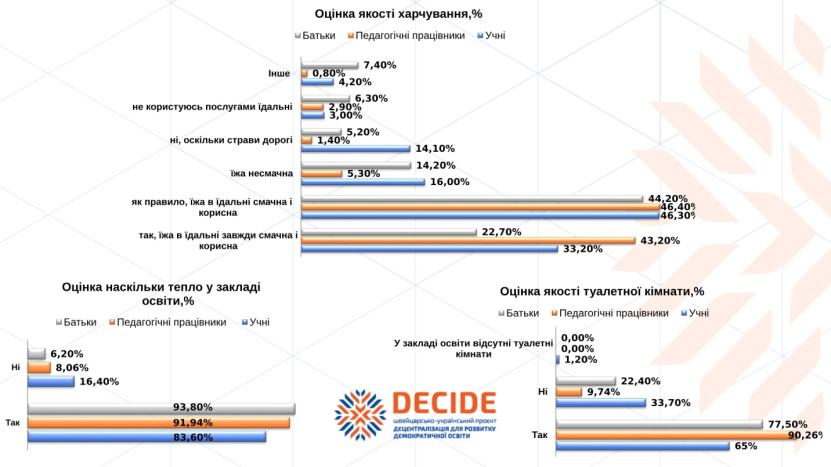 Оцінка якості харчування,%
Батьки Педагогічні працівники Учні
Інше
7,40%
0,80%
4,20%
не користуюсь послугами їдальні
6,30%
2,90%
3,00%
ні, оскільки страви дорогі
5,20%
1,40%
14,10%
їжа несмачна
14,20%
5,30%
16,00%
як правило, їжа в їдальні смачна і
корисна
44,20%
46,40%
46,30%
так, їжа в їдальні завжди смачна і
корисна
22,70%
43,20%
33,20%
Оцінка наскільки тепло у закладі
освіти,%
Батьки Педагогічні працівники Учні
Ні
6,20%
8,06%
16,40%
Так
93,80%
91,94%
83,60%
DECIDE
швейцарсько-український проєкт
ДЕЦЕНТРАЛІЗАЦІЯ ДЛЯ РОЗВИТКУ
ДЕМОКРАТИЧНОЇ ОСВІТИ
Оцінка якості туалетної кімнати,%
Батьки Педагогічні працівники Учні
У закладі освіти відсутні туалетні
кімнати
0,00%
0,00%
1,20%
Ні
22,40%
9,74%
33,70%
Так
77,50%
90,26%
65%